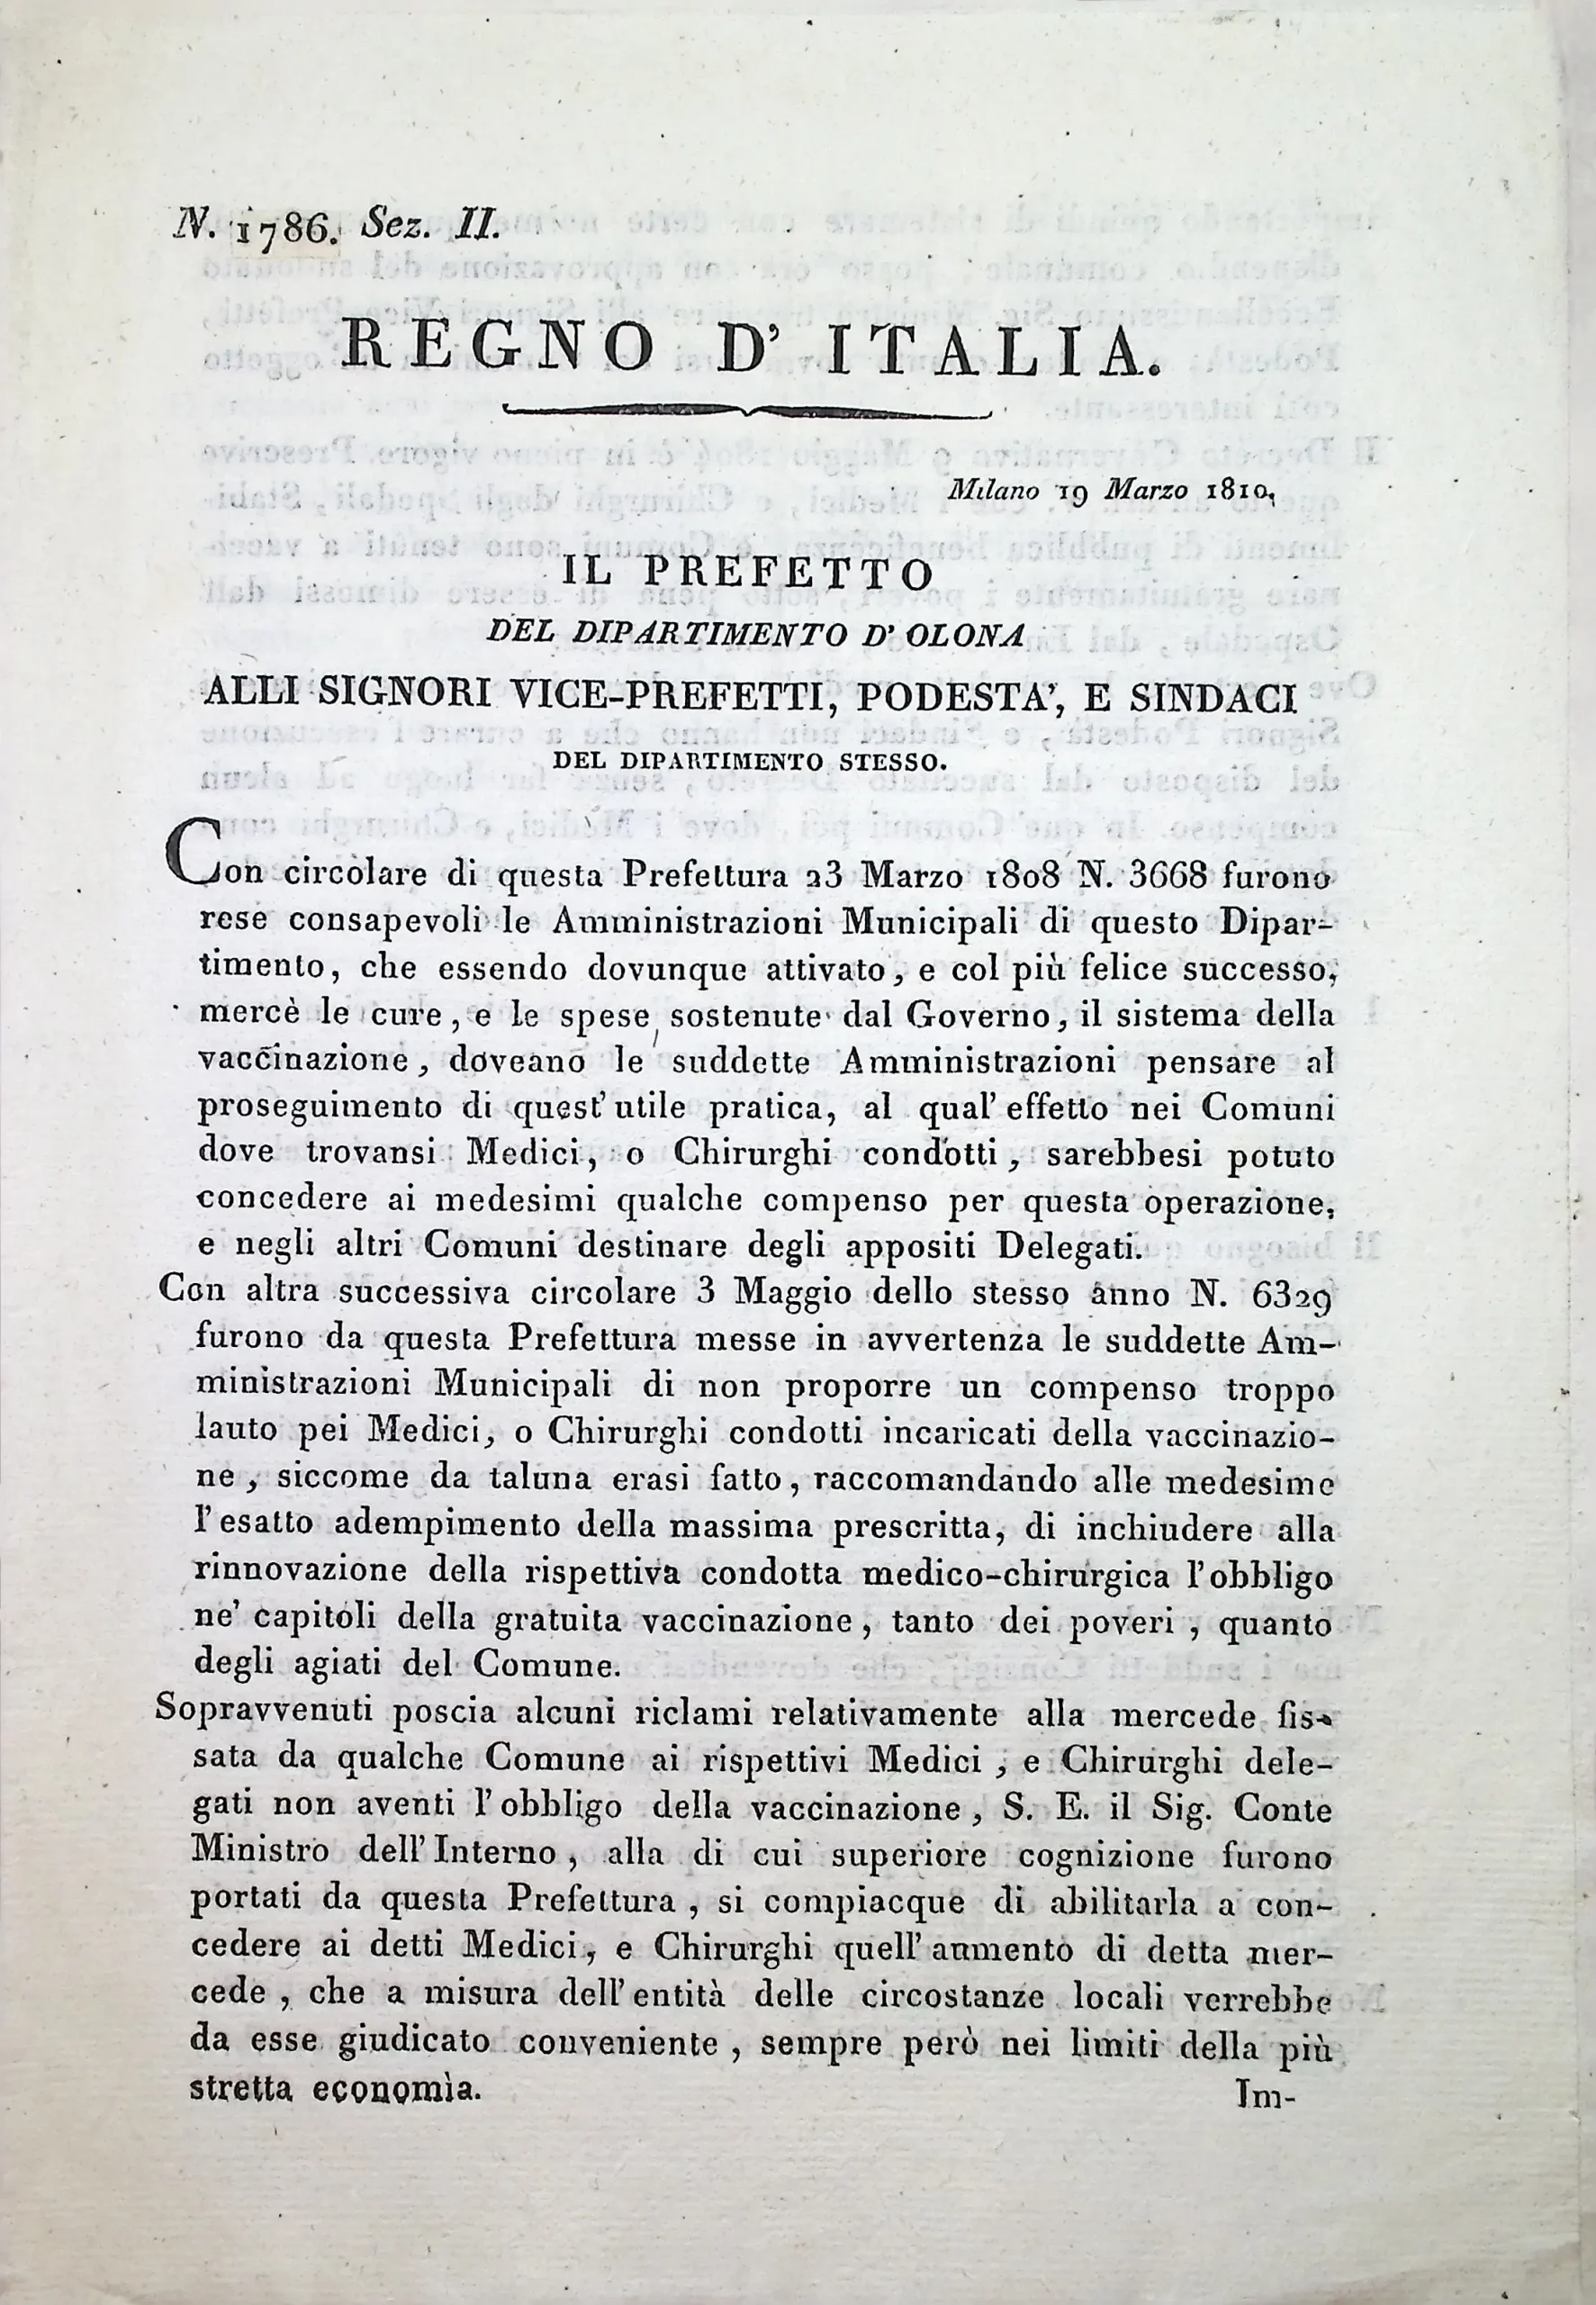 N. 1786. Sez. II.
REGNO D' ITALIA.
Milano 19 Marzo 1810,
IL PREFETTO
DEL DIPARTIMENTO D' OLONA
ALLI SIGNORI VICE-PREFETTI, PODESTA', E SINDACI
DEL DIPARTIMENTO STESSO.
Con circolare di questa Prefettura 23 Marzo 1808 N. 3668 furono
rese consapevoli le Amministrazioni Municipali di questo Dipar-
timento, che essendo dovunque attivato, e col più felice successo,
mercè le cure, e le spese sostenute dal Governo, il sistema della
vaccinazione, doveano le suddette Amministrazioni pensare al
proseguimento di quest' utile pratica, al qual' effetto nei Comuni
dove trovansi Medici, o Chirurghi condotti, sarebbesi potuto
concedere ai medesimi qualche compenso per questa operazione,
e negli altri Comuni destinare degli appositi Delegati.
Con altra successiva circolare 3 Maggio dello stesso anno N. 6329
furono da questa Prefettura messe in avvertenza le suddette Am-
ministrazioni Municipali di non proporre un compenso troppo
lauto pei Medici, o Chirurghi condotti incaricati della vaccinazio-
ne, siccome da taluna erasi fatto, raccomandando alle medesime
l'esatto adempimento della massima prescritta, di inchiudere alla
rinnovazione della rispettiva condotta medico-chirurgica l'obbligo
ne' capitoli della gratuita vaccinazione, tanto dei poveri, quanto
degli agiati del Comune.
Sopravvenuti poscia alcuni riclami relativamente alla mercede fis-
sata da qualche Comune ai rispettivi Medici, e Chirurghi dele-
gati non aventi l'obbligo della vaccinazione, S. E. il Sig. Conte
Ministro dell' Interno, alla di cui superiore cognizione furono
portati da questa Prefettura, si compiacque di abilitarla a con-
cedere ai detti Medici, e Chirurghi quell' aumento di detta mer-
cede, che a misura dell' entità delle circostanze locali verrebbe
da esse giudicato conveniente, sempre però nei limiti della più
stretta economìa.
Im-